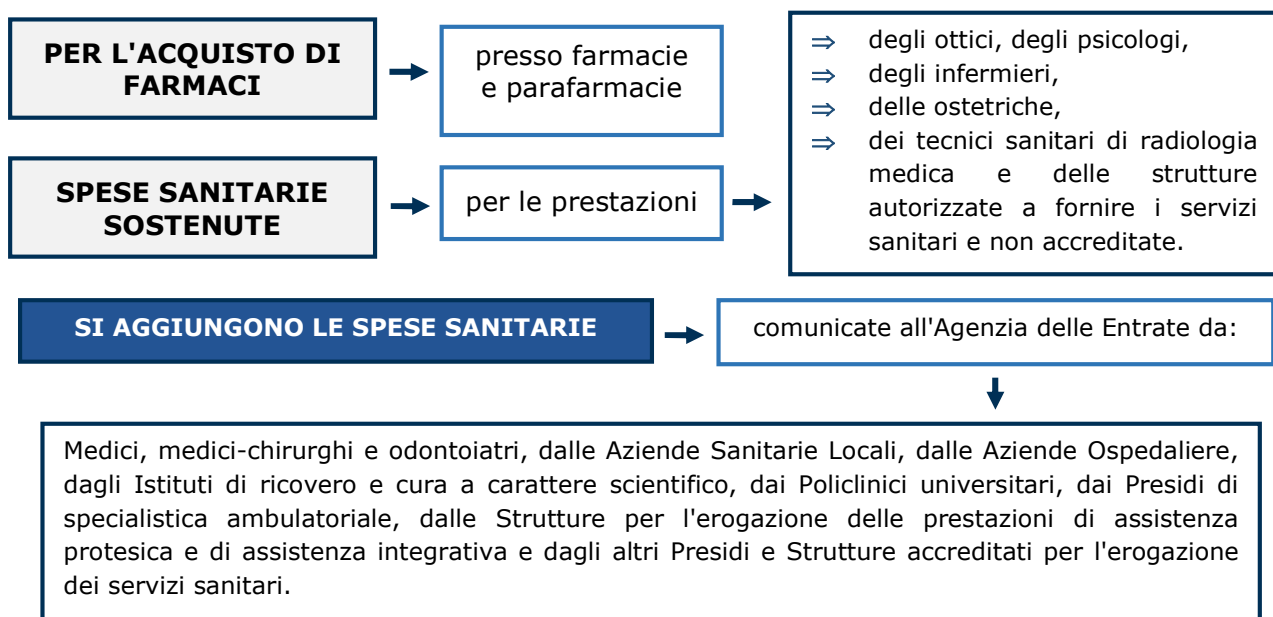 PER L'ACQUISTO DI
FARMACI
presso farmacie
e parafarmacie
SPESE SANITARIE
SOSTENUTE
per le prestazioni
⇒ degli ottici, degli psicologi,
⇒ degli infermieri,
⇒ delle ostetriche,
⇒ dei tecnici sanitari di radiologia
medica e delle strutture
autorizzate a fornire i servizi
sanitari e non accreditate.
SI AGGIUNGONO LE SPESE SANITARIE
comunicate all'Agenzia delle Entrate da:
Medici, medici-chirurghi e odontoiatri, dalle Aziende Sanitarie Locali, dalle Aziende Ospedaliere,
dagli Istituti di ricovero e cura a carattere scientifico, dai Policlinici universitari, dai Presidi di
specialistica ambulatoriale, dalle Strutture per l'erogazione delle prestazioni di assistenza
protesica e di assistenza integrativa e dagli altri Presidi e Strutture accreditati per l'erogazione
dei servizi sanitari.